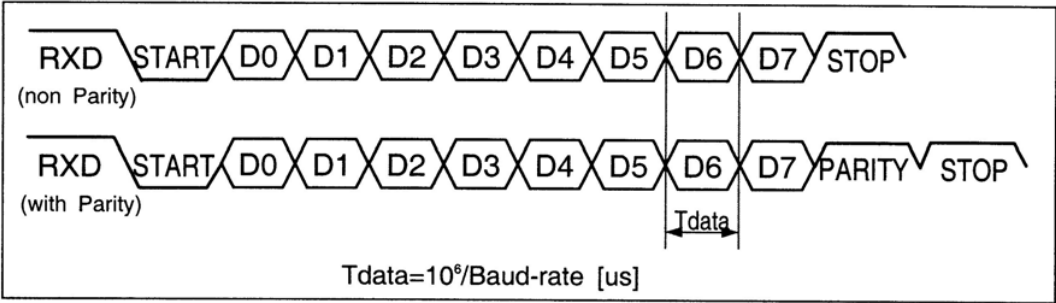 RXD START D0 D1 D2 D3 D4 D5 D6 D7 STOP
(non Parity)
RXD START D0 D1 D2 D3 D4 D5 D6 D7 PARITY STOP
(with Parity)
Tdata
Tdata=10⁶/Baud-rate [us]